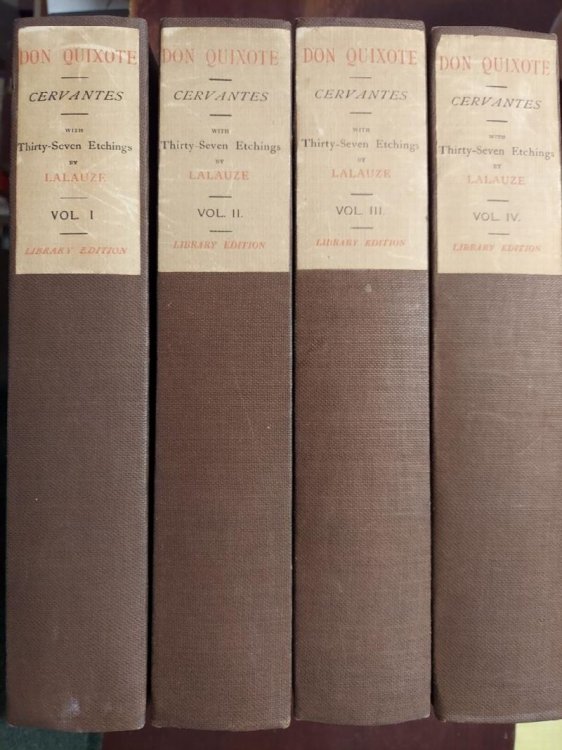 DON QUIXOTE
CERVANTES
WITH
Thirty-Seven Etchings
BY
LALAUZE
VOL. I
LIBRARY EDITION
DON QUIXOTE
CERVANTES
WITH
Thirty-Seven Etchings
BY
LALAUZE
VOL. II.
LIBRARY EDITION
DON QUIXOTE
CERVANTES
WITH
Thirty-Seven Etchings
BY
LALAUZE
VOL. III.
LIBRARY EDITION
DON QUIXOTE
CERVANTES
WITH
Thirty-Seven Etchings
BY
LALAUZE
VOL. IV.
LIBRARY EDITION